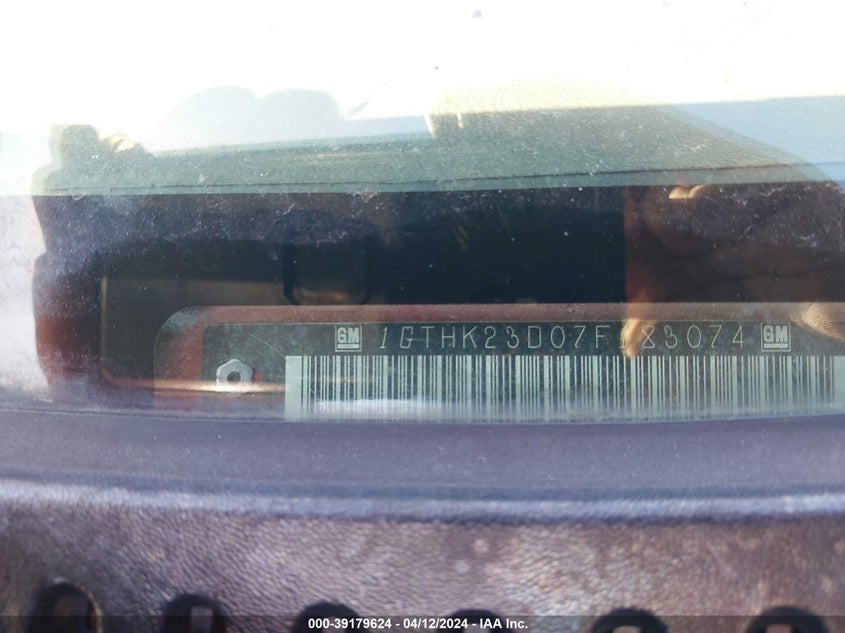 GM 1GTHK23D07F183074 GM
000-39179624 - 04/12/2024 - IAA Inc.